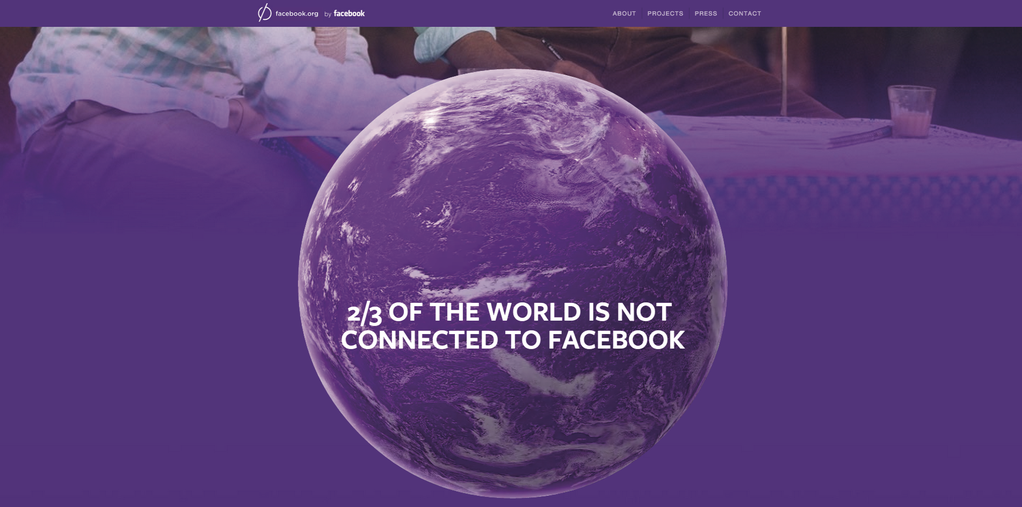 facebook.org by facebook
ABOUT PROJECTS PRESS CONTACT
2/3 OF THE WORLD IS NOT
CONNECTED TO FACEBOOK